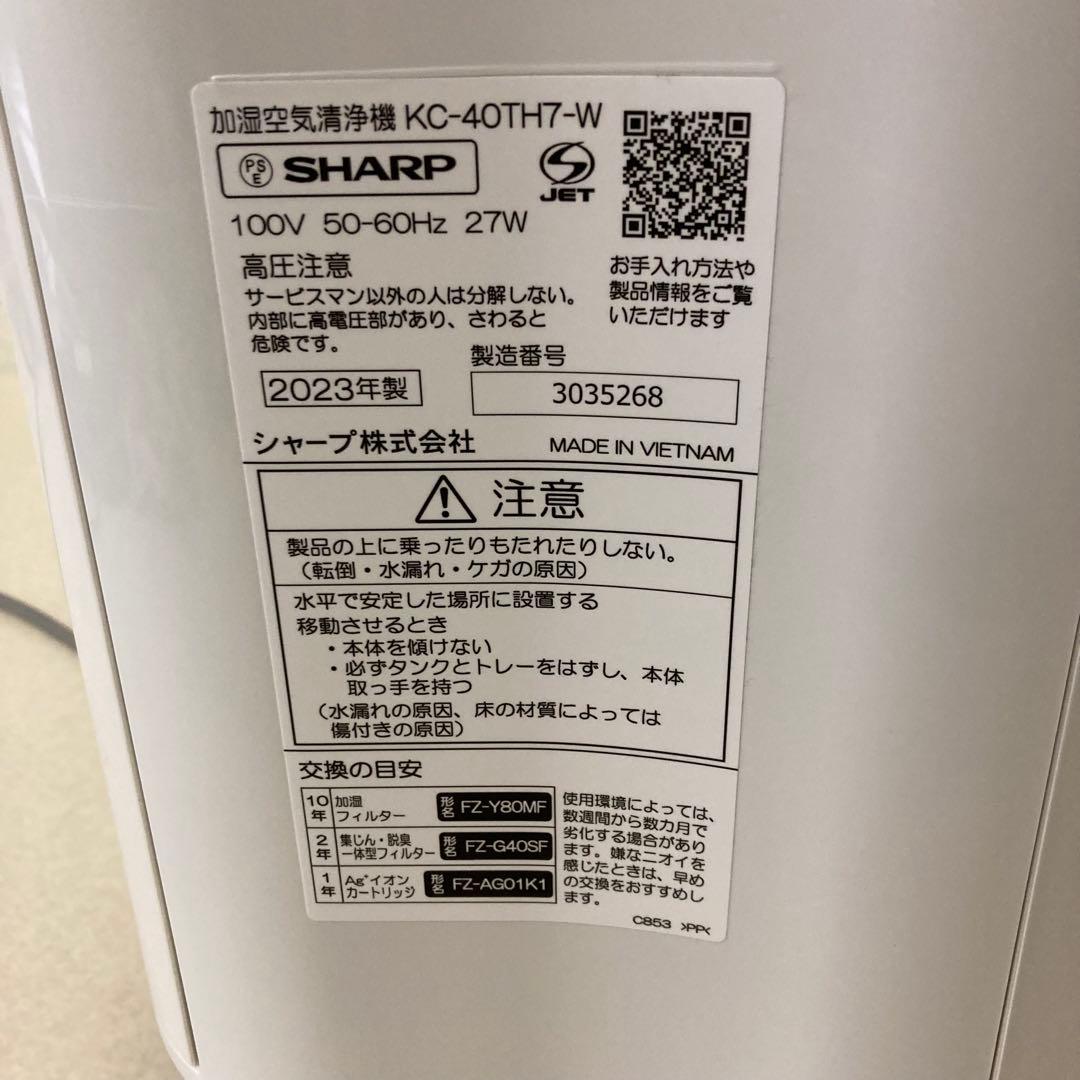 加湿空気清浄機 KC-40TH7-W
PSE SHARP
JET
100V 50-60Hz 27W
高圧注意
サービスマン以外の人は分解しない。
内部に高電圧部があり、さわると
危険です。
お手入れ方法や
製品情報をご覧
いただけます
製造番号
2023年製
3035268
シャープ株式会社 MADE IN VIETNAM
注意
製品の上に乗ったりもたれたりしない。
(転倒・水漏れ・ケガの原因)
水平で安定した場所に設置する
移動させるとき
・本体を傾けない
・必ずタンクとトレーをはずし、本体
取っ手を持つ
(水漏れの原因、床の材質によっては
傷付きの原因)
交換の目安
10年 加湿フィルター 形名 FZ-Y80MF
2年 集じん・脱臭一体型フィルター 形名 FZ-G40SF
1年 Ag+イオンカートリッジ 形名 FZ-AG01K1
使用環境によっては、
数週間から数カ月で
劣化する場合があり
ます。嫌なニオイを
感じたときは、早め
の交換をおすすめし
ます。
C853 >PP<